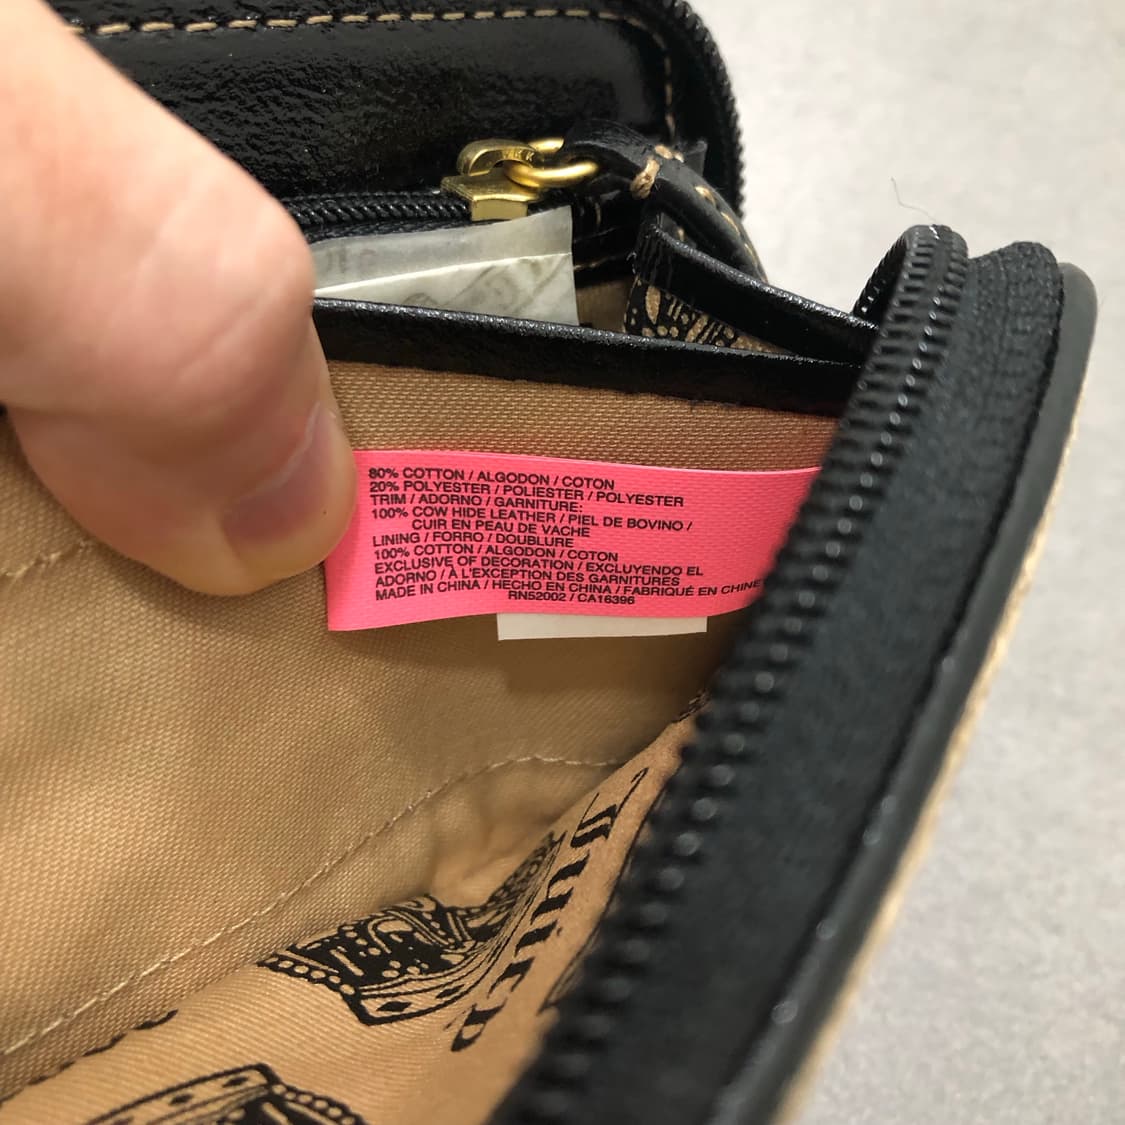 YKK
80% COTTON / ALGODON / COTON
20% POLYESTER / POLIESTER / POLYESTER
TRIM / ADORNO / GARNITURE:
100% COW HIDE LEATHER / PIEL DE BOVINO /
CUIR EN PEAU DE VACHE
LINING / FORRO / DOUBLURE
100% COTTON / ALGODON / COTON
EXCLUSIVE OF DECORATION / EXCLUYENDO EL
ADORNO / À L'EXCEPTION DES GARNITURES
MADE IN CHINA / HECHO EN CHINA / FABRIQUÉ EN CHINE
RN52002 / CA16396